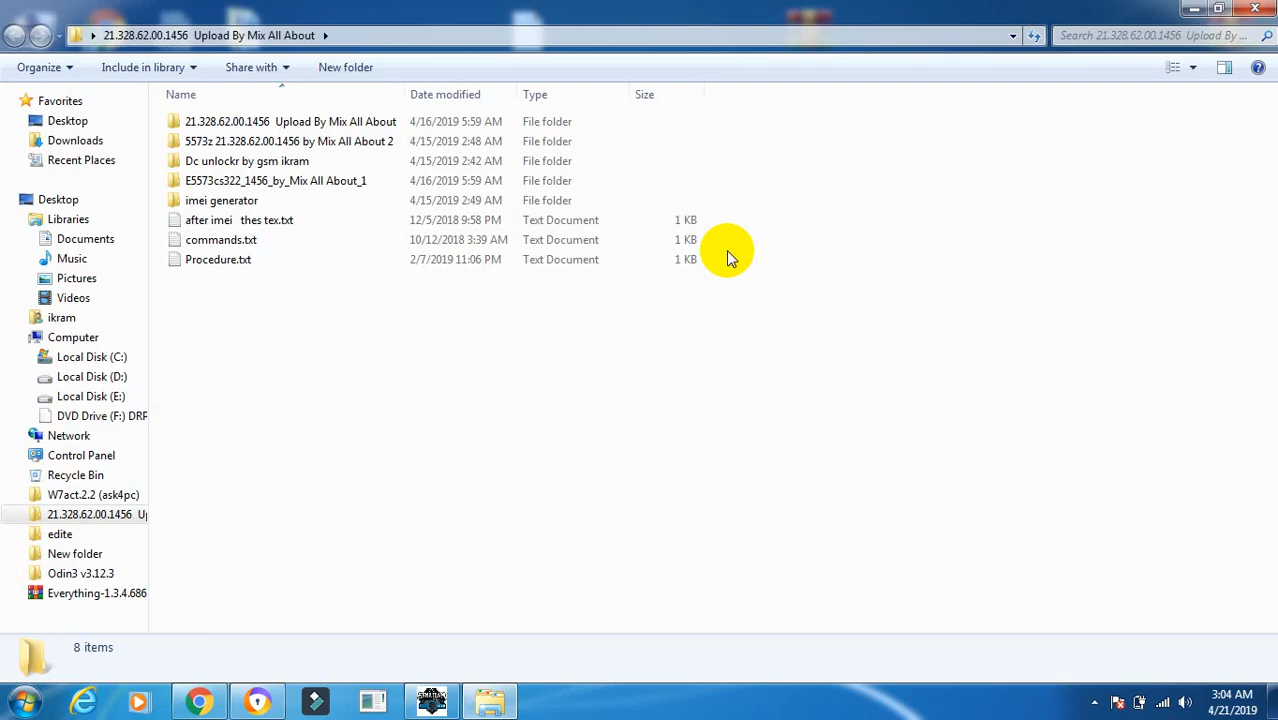 21.328.62.00.1456 Upload By Mix All About
Search 21.328.62.00.1456 Upload By ...
Organize
Include in library
Share with
New folder
Name
Date modified
Type
Size
Favorites
Desktop
Downloads
Recent Places
Desktop
Libraries
Documents
Music
Pictures
Videos
ikram
Computer
Local Disk (C:)
Local Disk (D:)
Local Disk (E:)
DVD Drive (F:) DRP
Network
Control Panel
Recycle Bin
W7act.2.2 (ask4pc)
21.328.62.00.1456 Up
edite
New folder
Odin3 v3.12.3
Everything-1.3.4.686
21.328.62.00.1456 Upload By Mix All About 4/16/2019 5:59 AM File folder
5573z 21.328.62.00.1456 by Mix All About 2 4/15/2019 2:48 AM File folder
Dc unlockr by gsm ikram 4/15/2019 2:42 AM File folder
E5573cs322_1456_by_Mix All About_1 4/16/2019 5:59 AM File folder
imei generator 4/15/2019 2:49 AM File folder
after imei thes tex.txt 12/5/2018 9:58 PM Text Document 1 KB
commands.txt 10/12/2018 3:39 AM Text Document 1 KB
Procedure.txt 2/7/2019 11:06 PM Text Document 1 KB
8 items
3:04 AM
4/21/2019